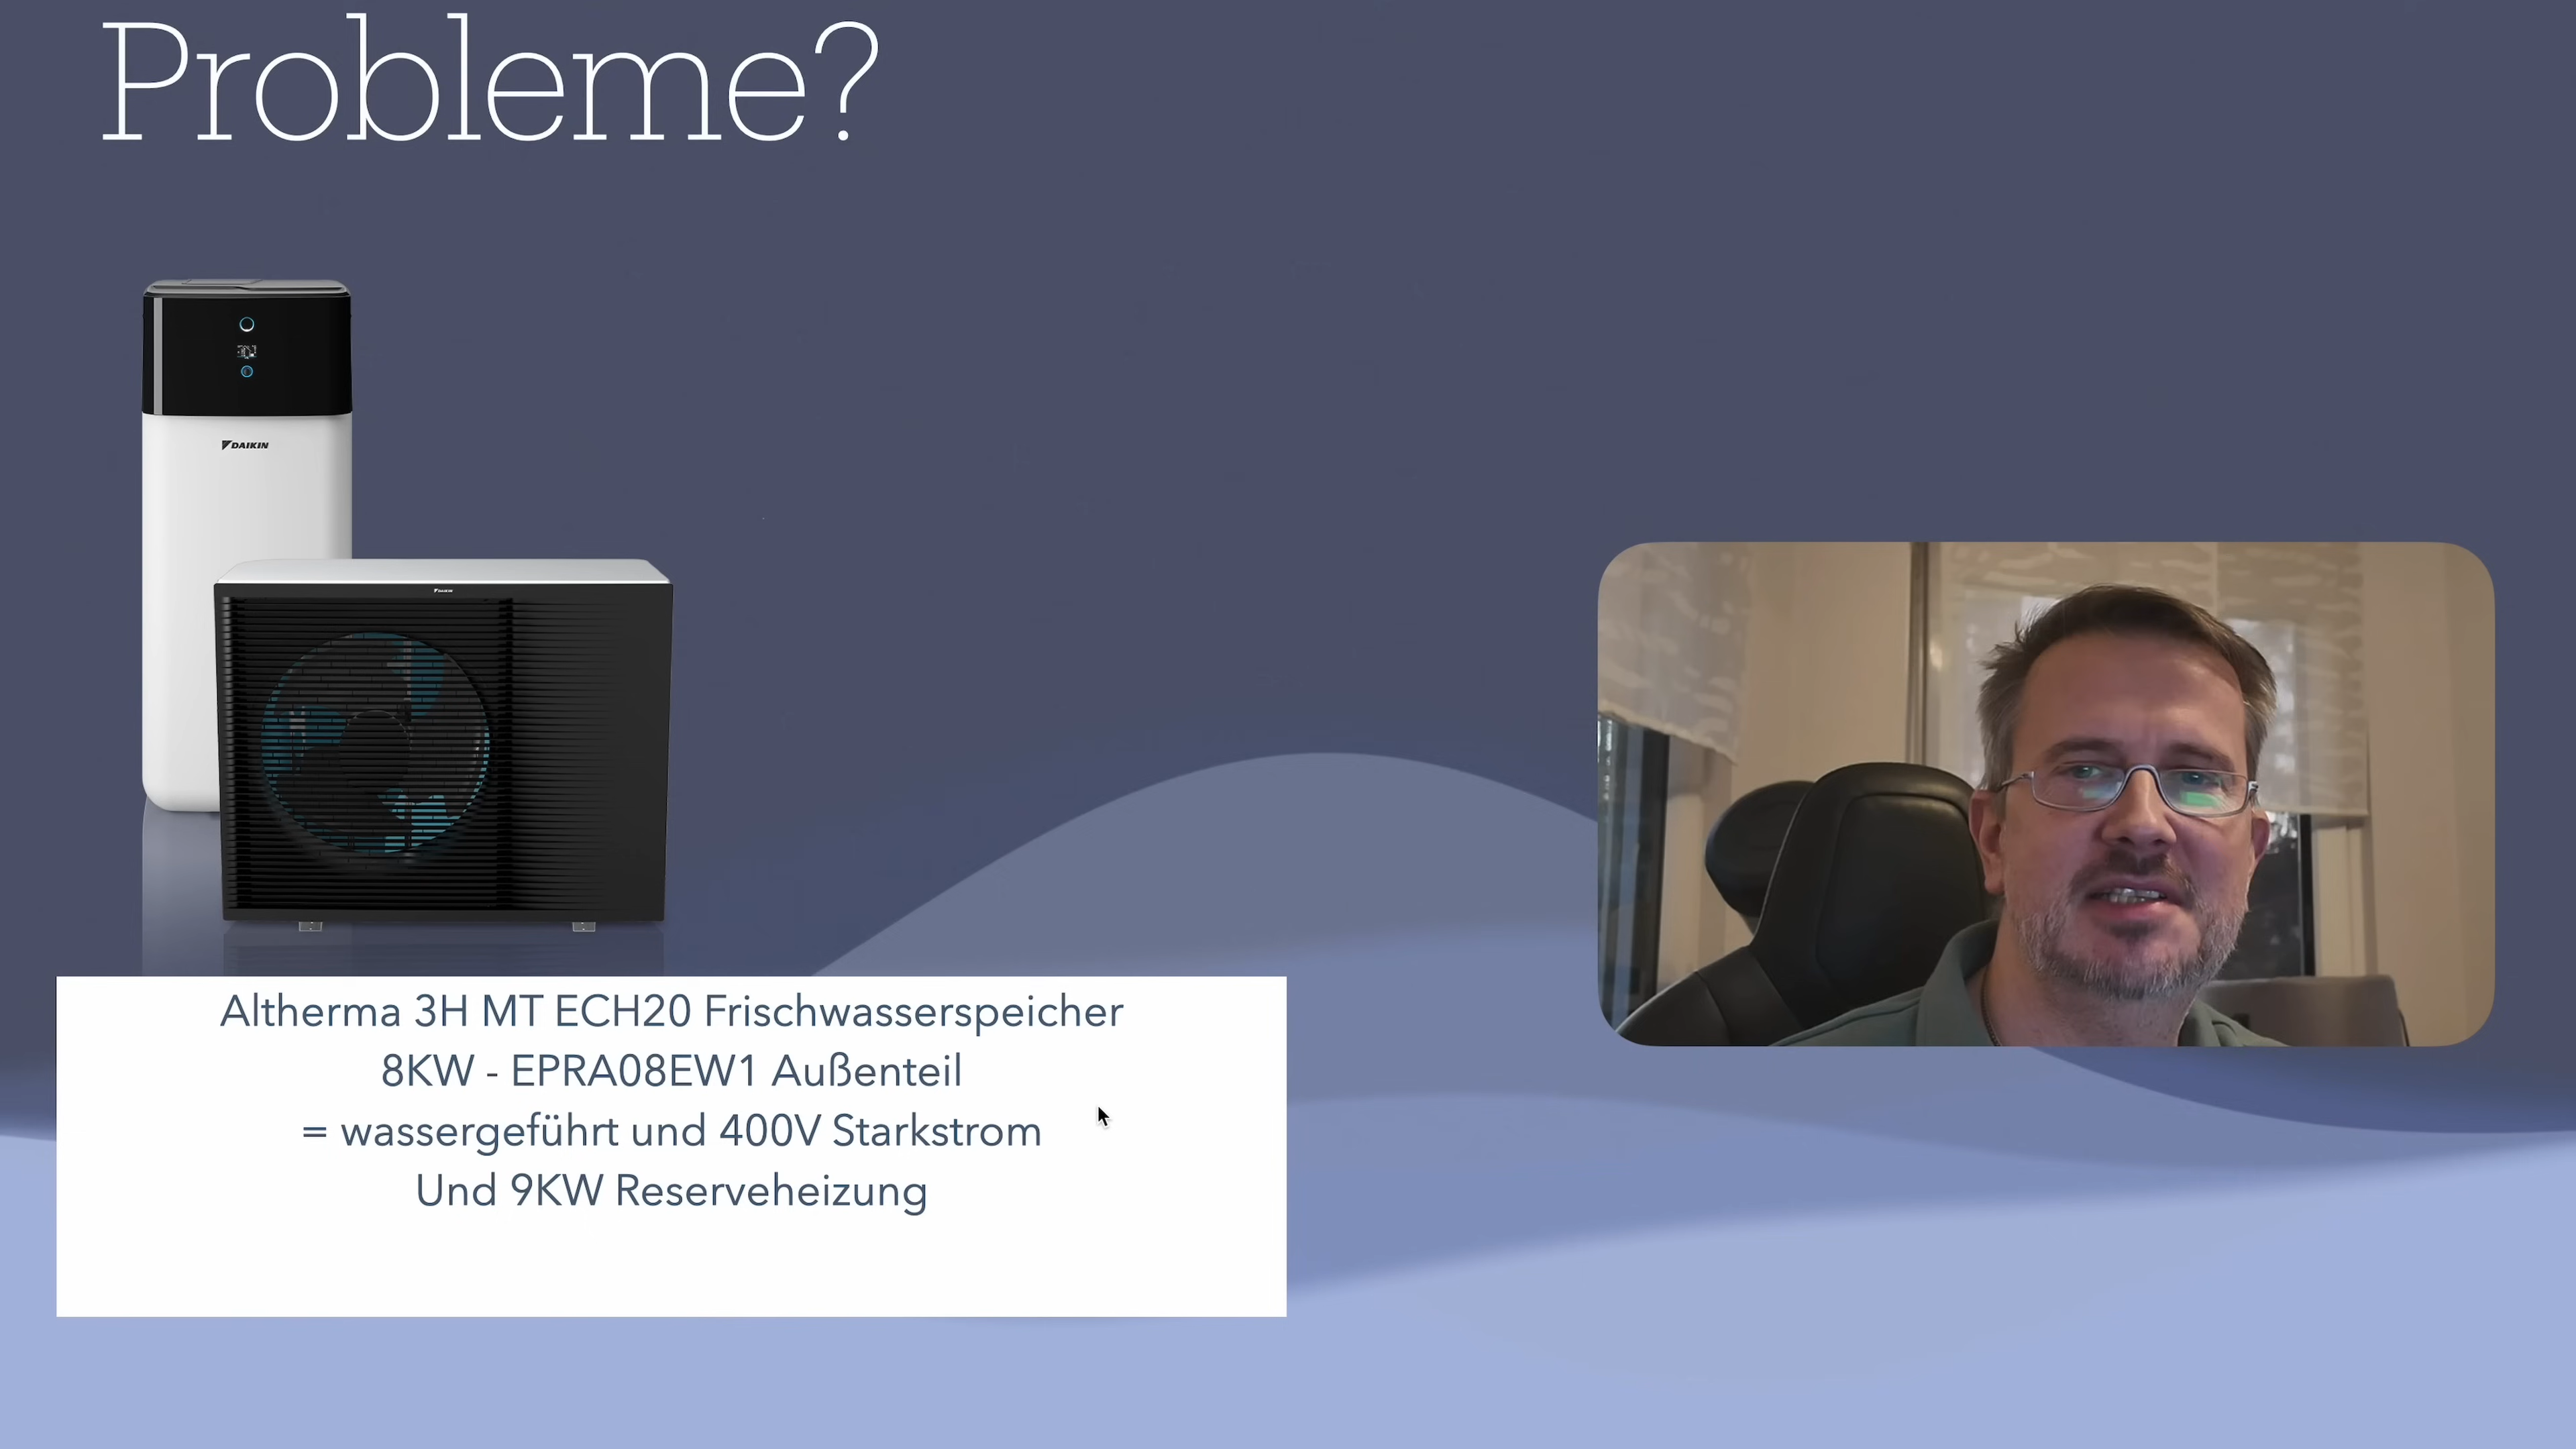 Probleme?
DAIKIN
Altherma 3H MT ECH20 Frischwasserspeicher
8KW - EPRA08EW1 Außenteil
= wassergeführt und 400V Starkstrom
Und 9KW Reserveheizung